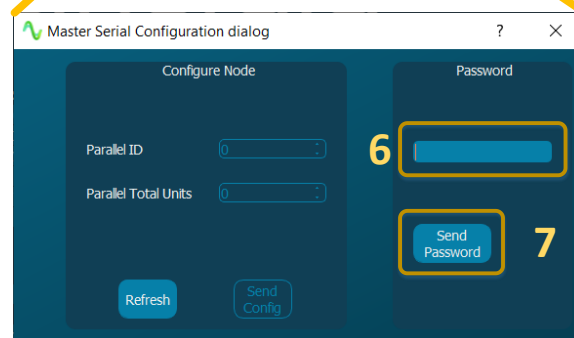 Master Serial Configuration dialog
?
Configure Node
Password
Parallel ID
0
6
Parallel Total Units
0
Send
Password
7
Refresh
Send
Config